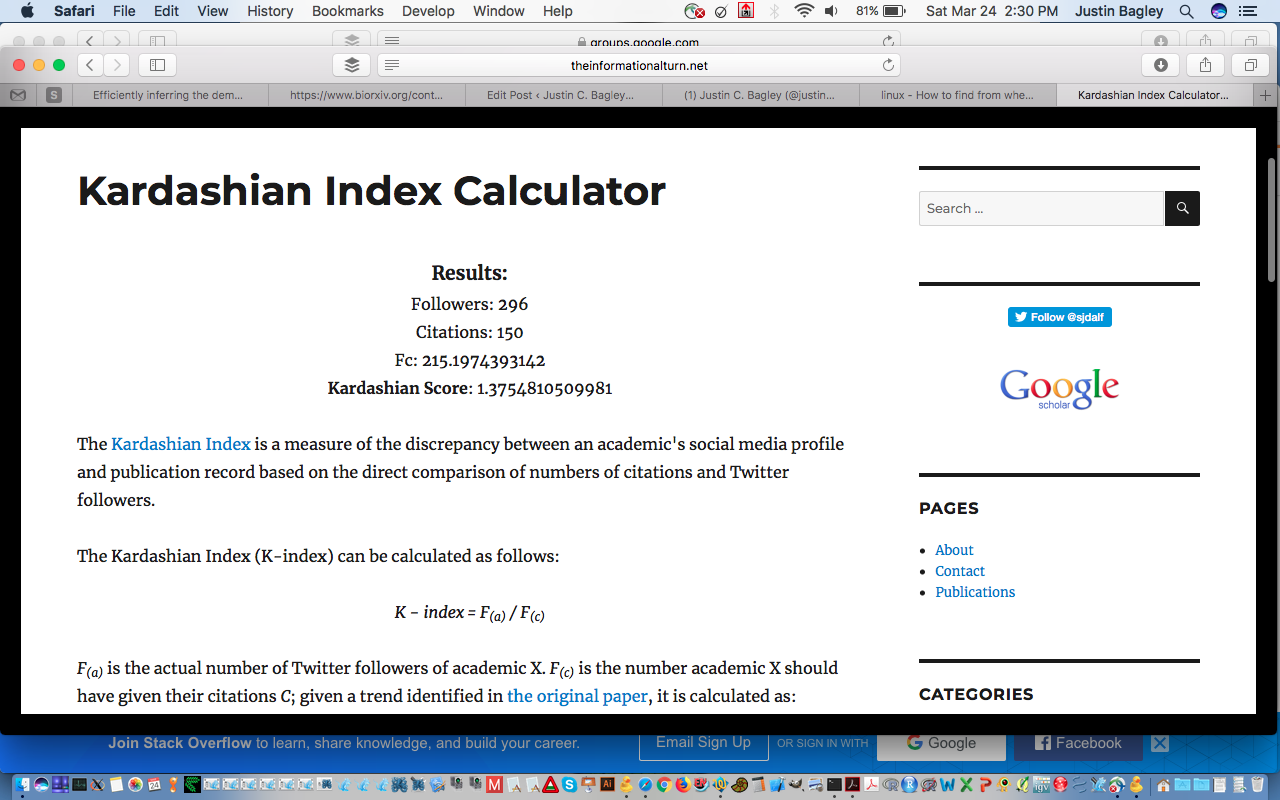 Safari File Edit View History Bookmarks Develop Window Help 81% Sat Mar 24 2:30 PM Justin Bagley
groups.google.com
theinformationalturn.net
S Efficiently inferring the dem... https://www.biorxiv.org/cont... Edit Post ‹ Justin C. Bagley... (1) Justin C. Bagley (@justin... linux - How to find from whe... Kardashian Index Calculator...
Kardashian Index Calculator
Search ...
Results:
Followers: 296
Citations: 150
Fc: 215.1974393142
Kardashian Score: 1.3754810509981
The Kardashian Index is a measure of the discrepancy between an academic's social media profile
and publication record based on the direct comparison of numbers of citations and Twitter
followers.
The Kardashian Index (K-index) can be calculated as follows:
K - index = F(a) / F(c)
F(a) is the actual number of Twitter followers of academic X. F(c) is the number academic X should
have given their citations C; given a trend identified in the original paper, it is calculated as:
Follow @sjdalf
Google
scholar
PAGES
About
Contact
Publications
CATEGORIES
Join Stack Overflow to learn, share knowledge, and build your career. Email Sign Up OR SIGN IN WITH Google Facebook